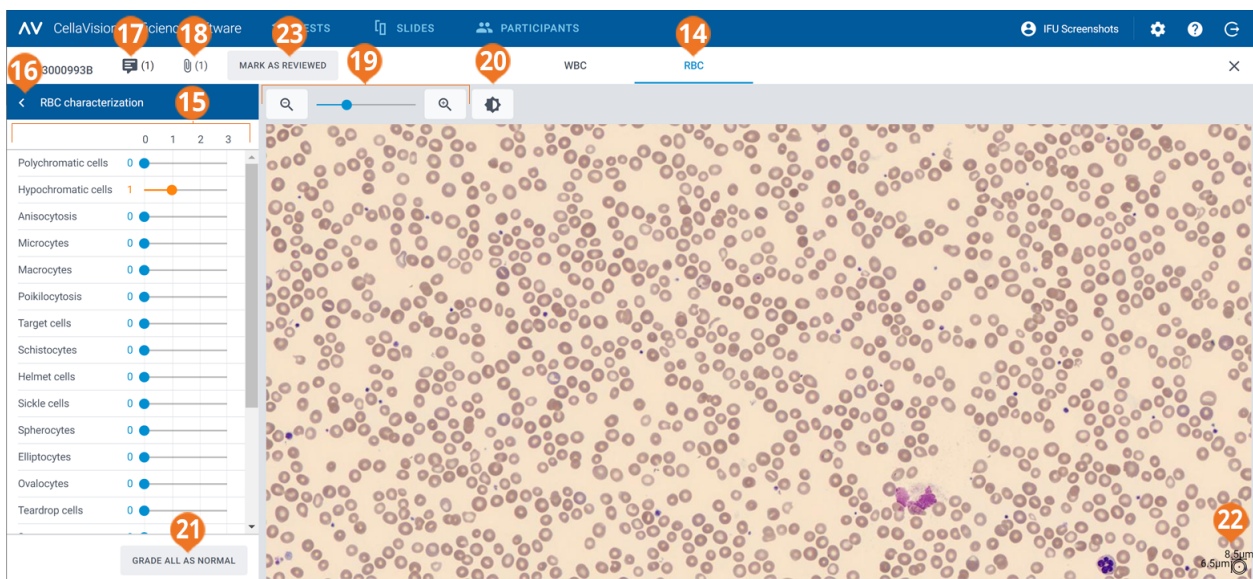 CellaVision
SLIDES
PARTICIPANTS
IFU Screenshots
17
18
23
14
3000993B
(1)
(1)
MARK AS REVIEWED
19
20
WBC
RBC
16
RBC characterization
15
0 1 2 3
Polychromatic cells 0
Hypochromatic cells 1
Anisocytosis 0
Microcytes 0
Macrocytes 0
Poikilocytosis 0
Target cells 0
Schistocytes 0
Helmet cells 0
Sickle cells 0
Spherocytes 0
Elliptocytes 0
Ovalocytes 0
Teardrop cells 0
21
GRADE ALL AS NORMAL
22
8.5µm
6.5µm